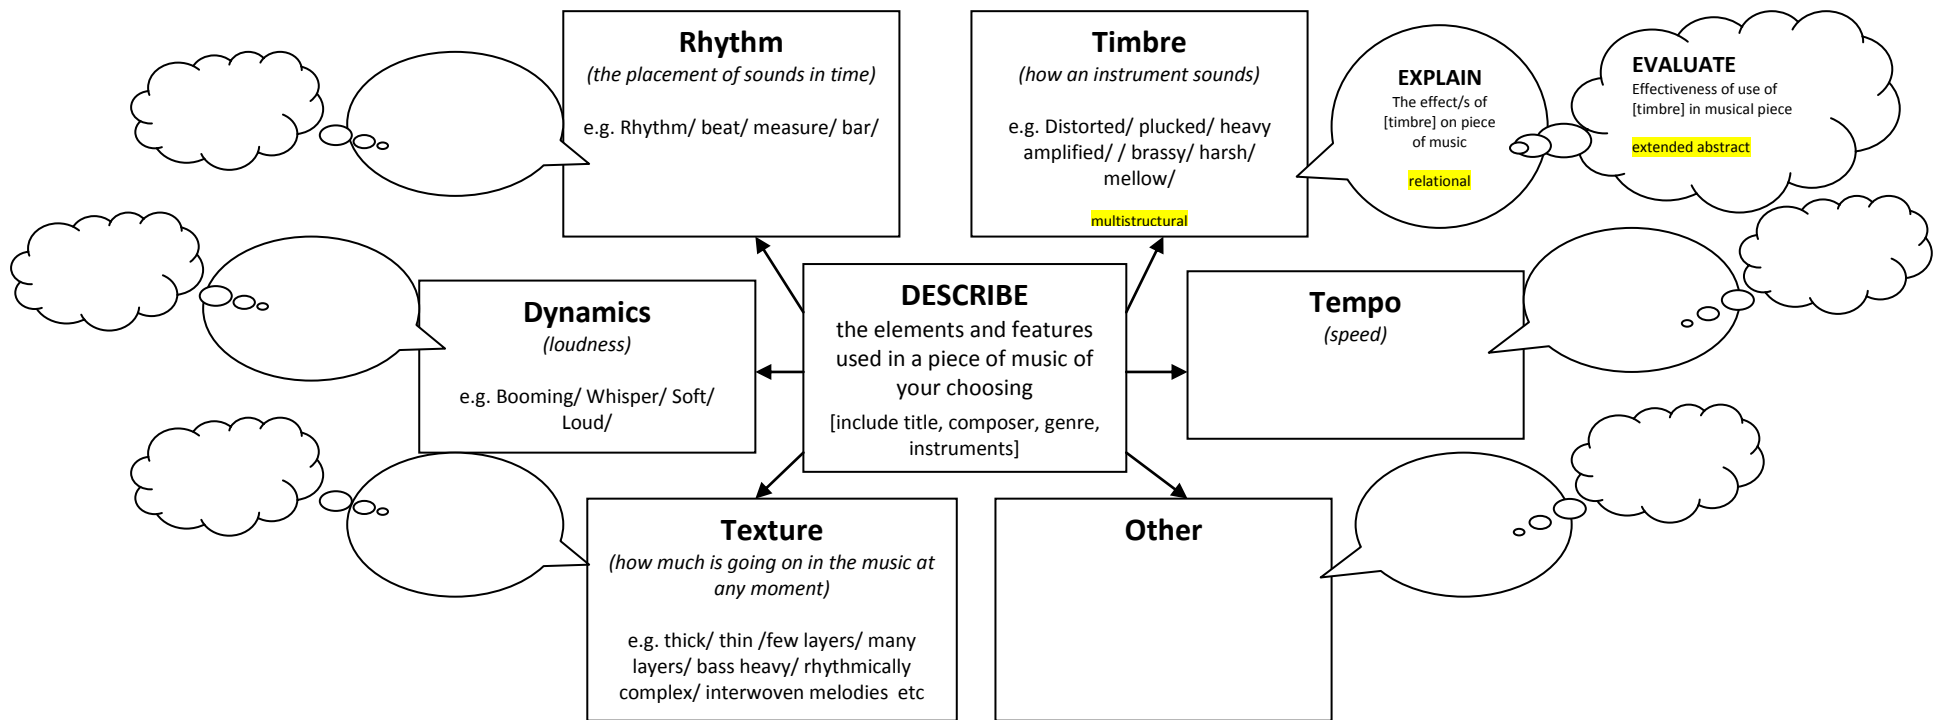 Rhythm
(the placement of sounds in time)
e.g. Rhythm/ beat/ measure/ bar/
Timbre
(how an instrument sounds)
e.g. Distorted/ plucked/ heavy
amplified/ / brassy/ harsh/
mellow/
multistructural
EXPLAIN
The effect/s of
[timbre] on piece
of music
relational
EVALUATE
Effectiveness of use of
[timbre] in musical piece
extended abstract
Dynamics
(loudness)
e.g. Booming/ Whisper/ Soft/
Loud/
DESCRIBE
the elements and features
used in a piece of music of
your choosing
[include title, composer, genre,
instruments]
Tempo
(speed)
Texture
(how much is going on in the music at
any moment)
e.g. thick/ thin /few layers/ many
layers/ bass heavy/ rhythmically
complex/ interwoven melodies  etc
Other